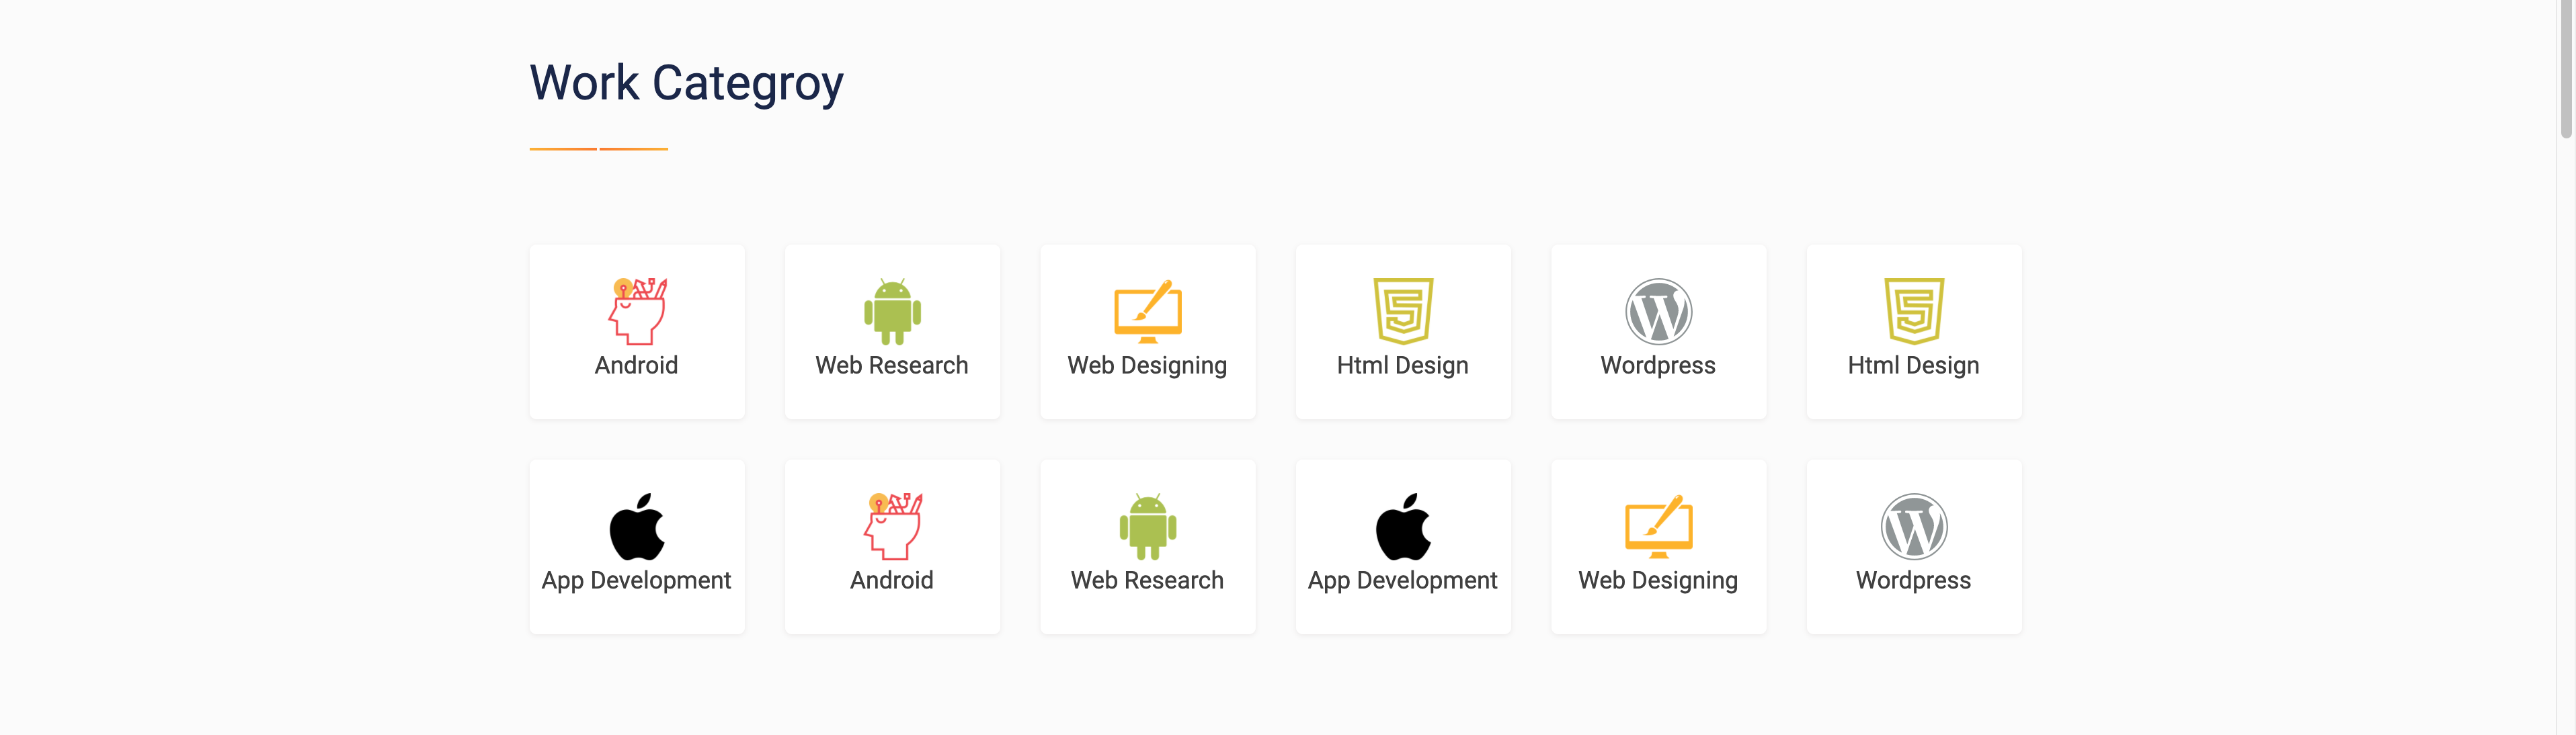 Work Categroy
Android
Web Research
Web Designing
Html Design
Wordpress
Html Design
App Development
Android
Web Research
App Development
Web Designing
Wordpress